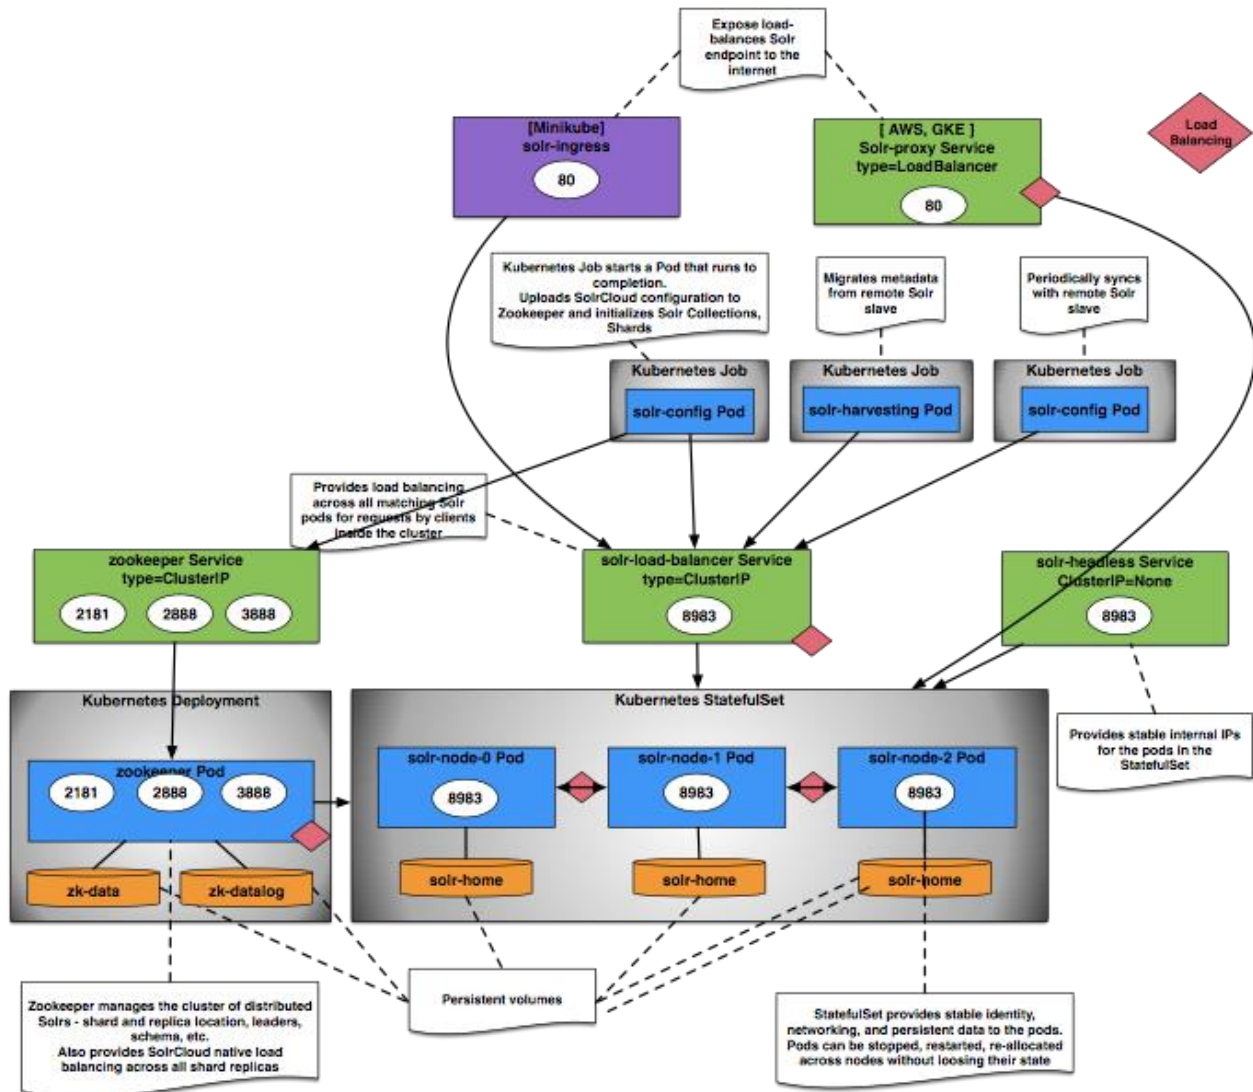 Expose load-
balances Solr
endpoint to the
internet
[Minikube]
solr-ingress
80
[ AWS, GKE ]
Solr-proxy Service
type=LoadBalancer
80
Load
Balancing
Kubernetes Job starts a Pod that runs to
completion.
Uploads SolrCloud configuration to
Zookeeper and initializes Solr Collections,
Shards
Migrates metadata
from remote Solr
slave
Periodically syncs
with remote Solr
slave
Kubernetes Job
solr-config Pod
Kubernetes Job
solr-harvesting Pod
Kubernetes Job
solr-config Pod
Provides load balancing
across all matching Solr
pods for requests by clients
inside the cluster
zookeeper Service
type=ClusterIP
2181
2888
3888
solr-load-balancer Service
type=ClusterIP
8983
solr-headless Service
ClusterIP=None
8983
Kubernetes Deployment
zookeeper Pod
2181
2888
3888
zk-data
zk-datalog
Kubernetes StatefulSet
solr-node-0 Pod
8983
solr-home
solr-node-1 Pod
8983
solr-home
solr-node-2 Pod
8983
solr-home
Provides stable internal IPs
for the pods in the
StatefulSet
Zookeeper manages the cluster of distributed
Solrs - shard and replica location, leaders,
schema, etc.
Also provides SolrCloud native load
balancing across all shard replicas
Persistent volumes
StatefulSet provides stable identity,
networking, and persistent data to the pods.
Pods can be stopped, restarted, re-allocated
across nodes without loosing their state